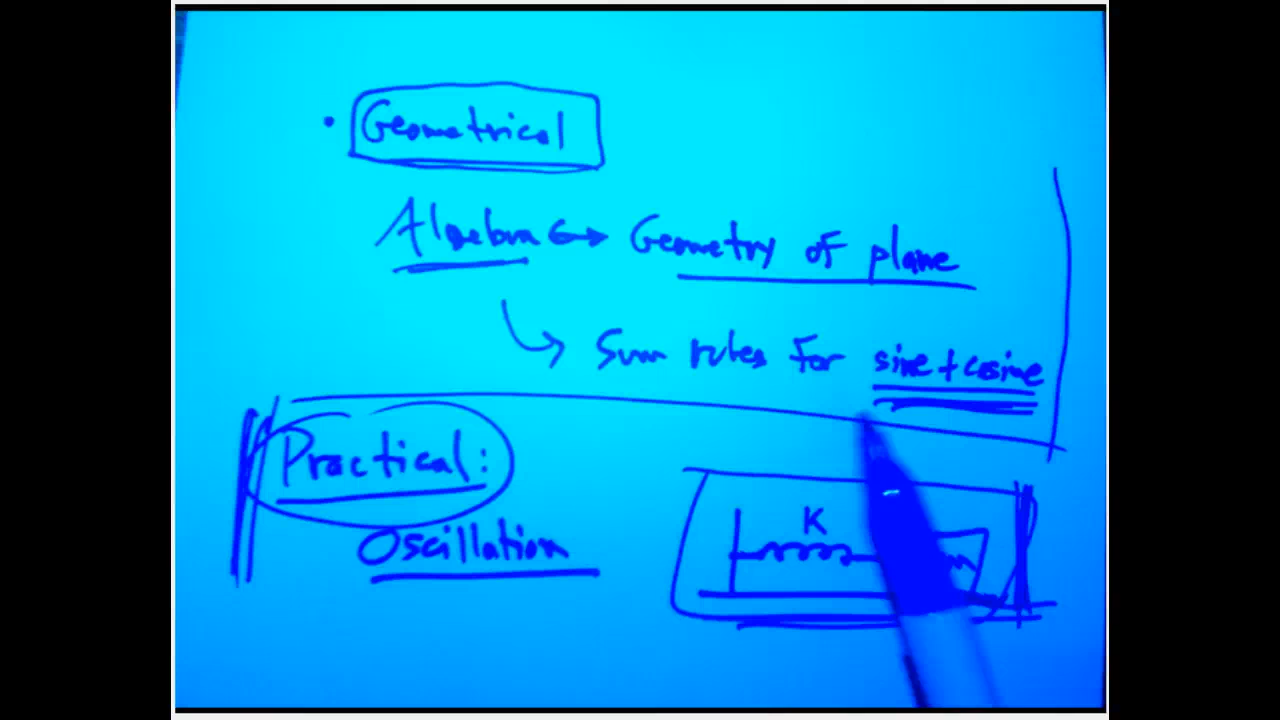 • Geometrical
Algebra ↔ Geometry of plane
↳ Sum rules for sine + cosine
Practical:
Oscillation
K
m